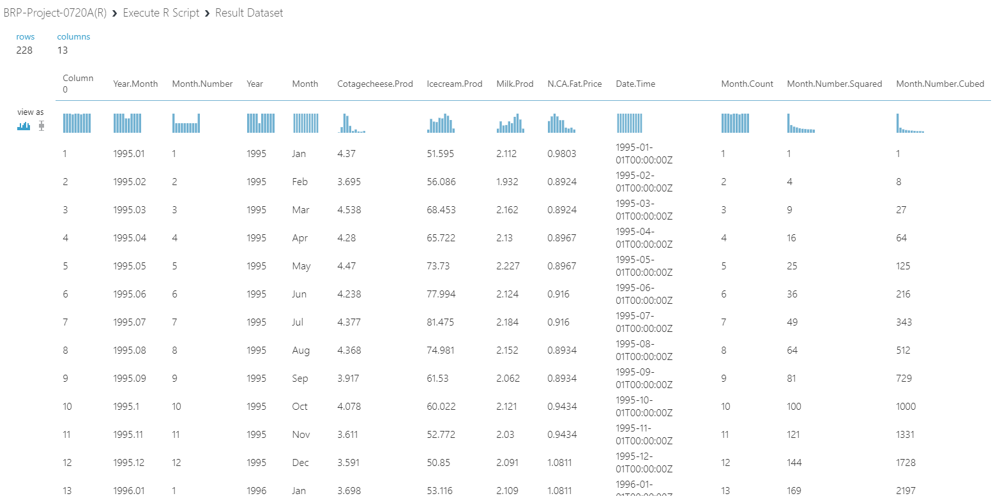 BRP-Project-0720A(R) ❯ Execute R Script ❯ Result Dataset
rows columns
228 13
Column
0 Year.Month Month.Number Year Month Cotagecheese.Prod Icecream.Prod Milk.Prod N.CA.Fat.Price Date.Time Month.Count Month.Number.Squared Month.Number.Cubed
view as
1 1995.01 1 1995 Jan 4.37 51.595 2.112 0.9803 1995-01-
01T00:00:00Z 1 1 1
2 1995.02 2 1995 Feb 3.695 56.086 1.932 0.8924 1995-02-
01T00:00:00Z 2 4 8
3 1995.03 3 1995 Mar 4.538 68.453 2.162 0.8924 1995-03-
01T00:00:00Z 3 9 27
4 1995.04 4 1995 Apr 4.28 65.722 2.13 0.8967 1995-04-
01T00:00:00Z 4 16 64
5 1995.05 5 1995 May 4.47 73.73 2.227 0.8967 1995-05-
01T00:00:00Z 5 25 125
6 1995.06 6 1995 Jun 4.238 77.994 2.124 0.916 1995-06-
01T00:00:00Z 6 36 216
7 1995.07 7 1995 Jul 4.377 81.475 2.184 0.916 1995-07-
01T00:00:00Z 7 49 343
8 1995.08 8 1995 Aug 4.368 74.981 2.152 0.8934 1995-08-
01T00:00:00Z 8 64 512
9 1995.09 9 1995 Sep 3.917 61.53 2.062 0.8934 1995-09-
01T00:00:00Z 9 81 729
10 1995.1 10 1995 Oct 4.078 60.022 2.121 0.9434 1995-10-
01T00:00:00Z 10 100 1000
11 1995.11 11 1995 Nov 3.611 52.772 2.03 0.9434 1995-11-
01T00:00:00Z 11 121 1331
12 1995.12 12 1995 Dec 3.591 50.85 2.091 1.0811 1995-12-
01T00:00:00Z 12 144 1728
13 1996.01 1 1996 Jan 3.698 53.116 2.109 1.0811 1996-01-
01T00:00:00Z 13 169 2197